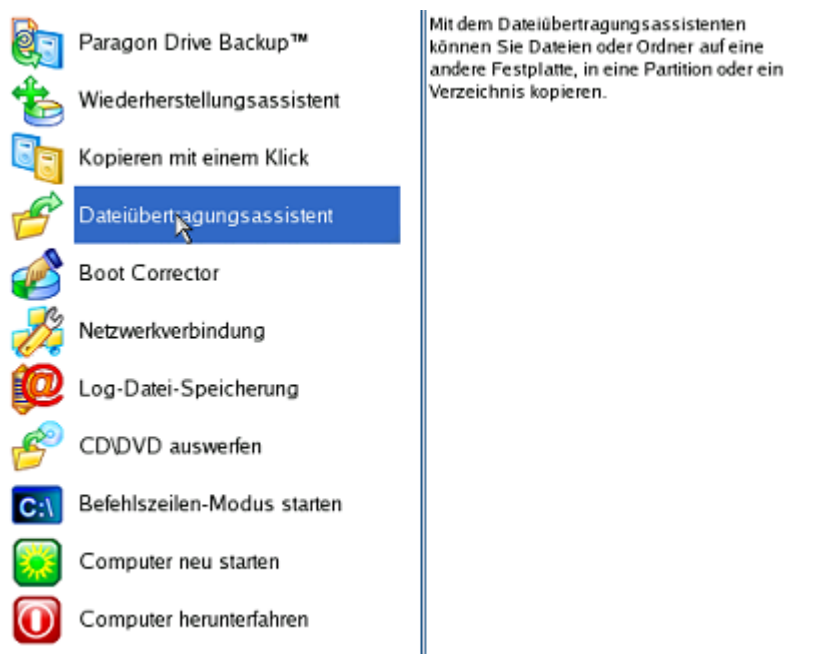 Paragon Drive Backup™
Wiederherstellungsassistent
Kopieren mit einem Klick
Dateiübertragungsassistent
Boot Corrector
Netzwerkverbindung
Log-Datei-Speicherung
CD\DVD auswerfen
C:\ Befehlszeilen-Modus starten
Computer neu starten
Computer herunterfahren
Mit dem Dateiübertragungsassistenten
können Sie Dateien oder Ordner auf eine
andere Festplatte, in eine Partition oder ein
Verzeichnis kopieren.